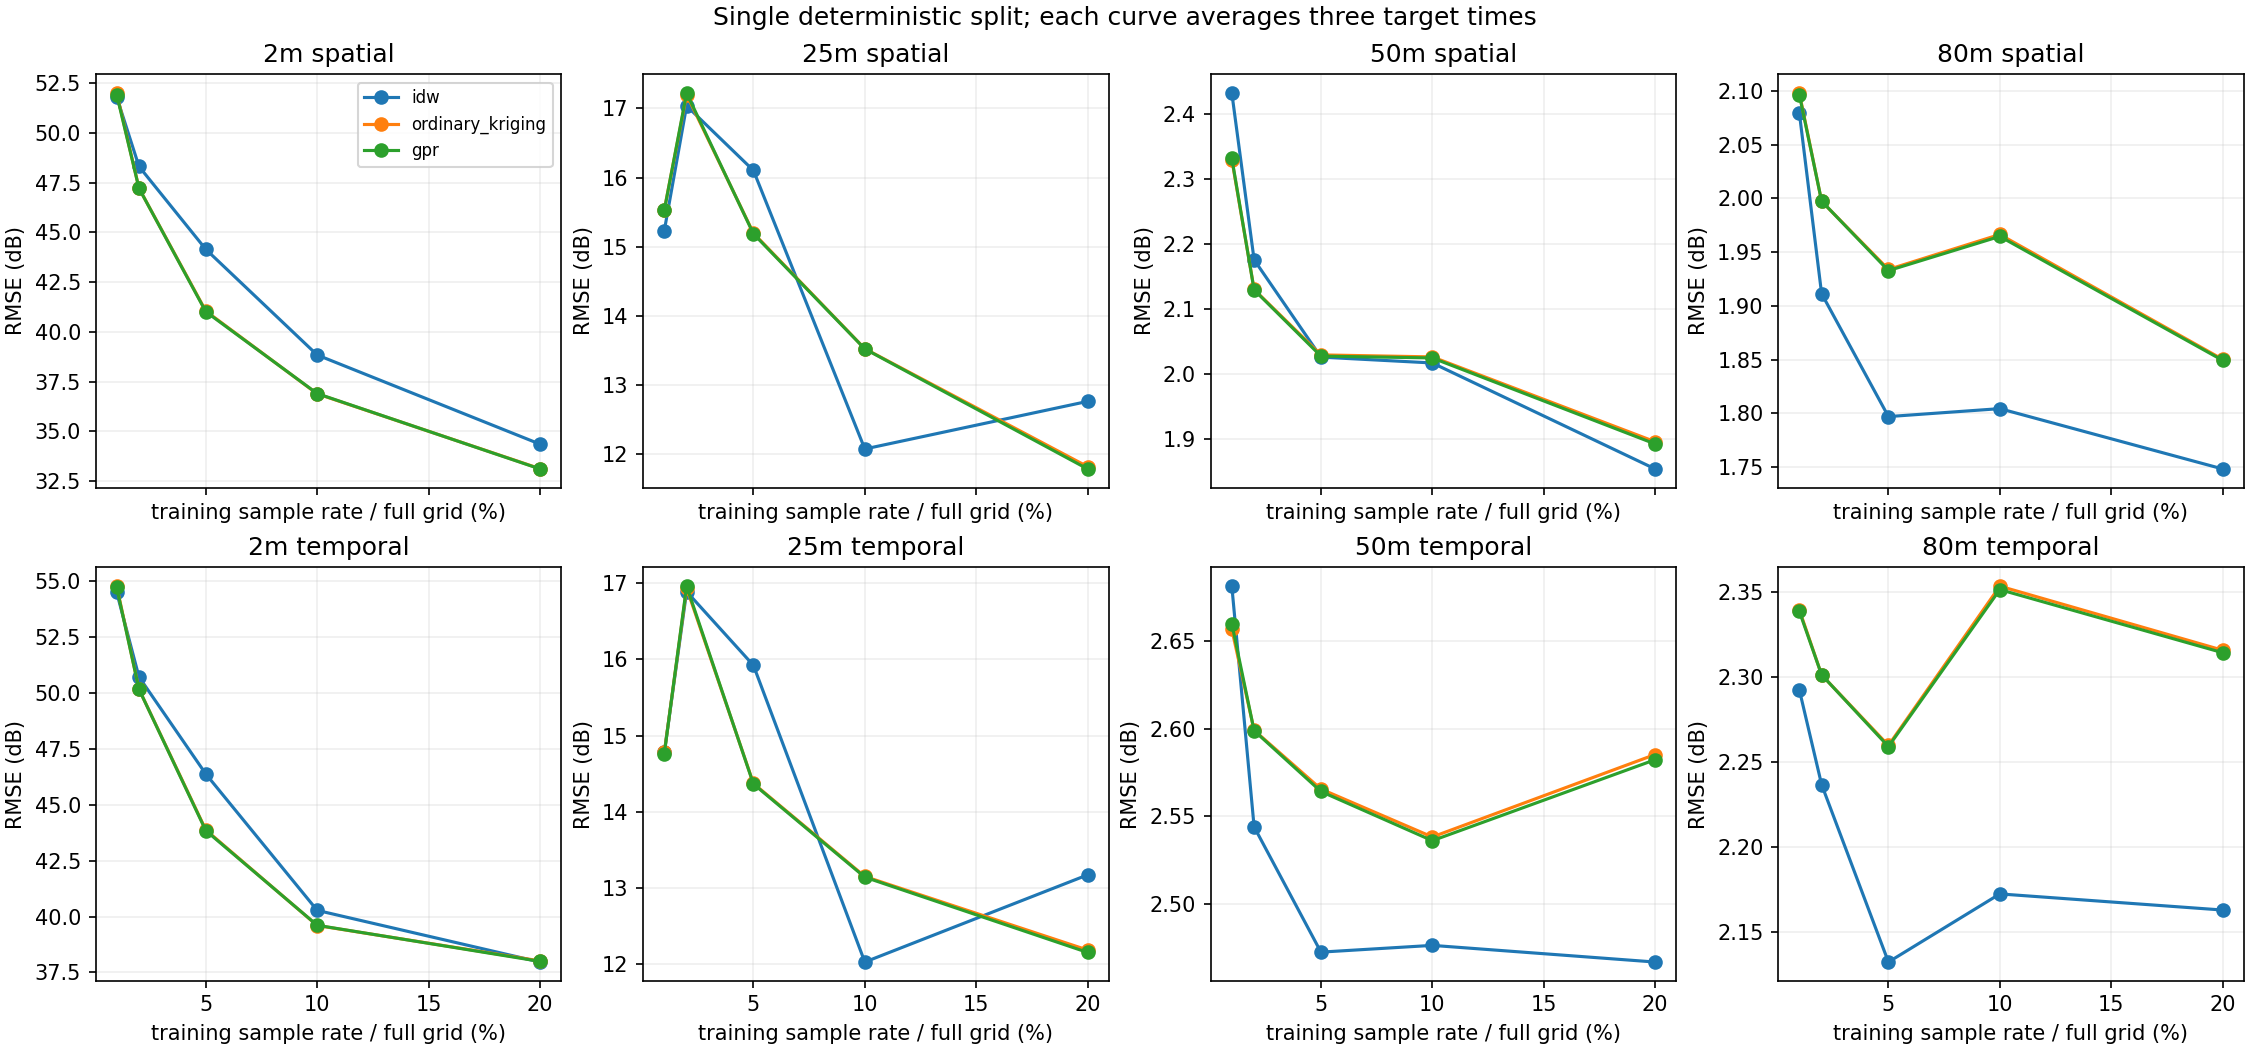 Single deterministic split; each curve averages three target times
2m spatial
25m spatial
50m spatial
80m spatial
52.5
50.0
47.5
45.0
42.5
40.0
37.5
35.0
32.5
RMSE (dB)
idw
ordinary_kriging
gpr
training sample rate / full grid (%)
17
16
15
14
13
12
RMSE (dB)
training sample rate / full grid (%)
2.4
2.3
2.2
2.1
2.0
1.9
RMSE (dB)
training sample rate / full grid (%)
2.10
2.05
2.00
1.95
1.90
1.85
1.80
1.75
RMSE (dB)
training sample rate / full grid (%)
2m temporal
25m temporal
50m temporal
80m temporal
55.0
52.5
50.0
47.5
45.0
42.5
40.0
37.5
RMSE (dB)
5 10 15 20
training sample rate / full grid (%)
17
16
15
14
13
12
RMSE (dB)
5 10 15 20
training sample rate / full grid (%)
2.65
2.60
2.55
2.50
RMSE (dB)
5 10 15 20
training sample rate / full grid (%)
2.35
2.30
2.25
2.20
2.15
RMSE (dB)
5 10 15 20
training sample rate / full grid (%)